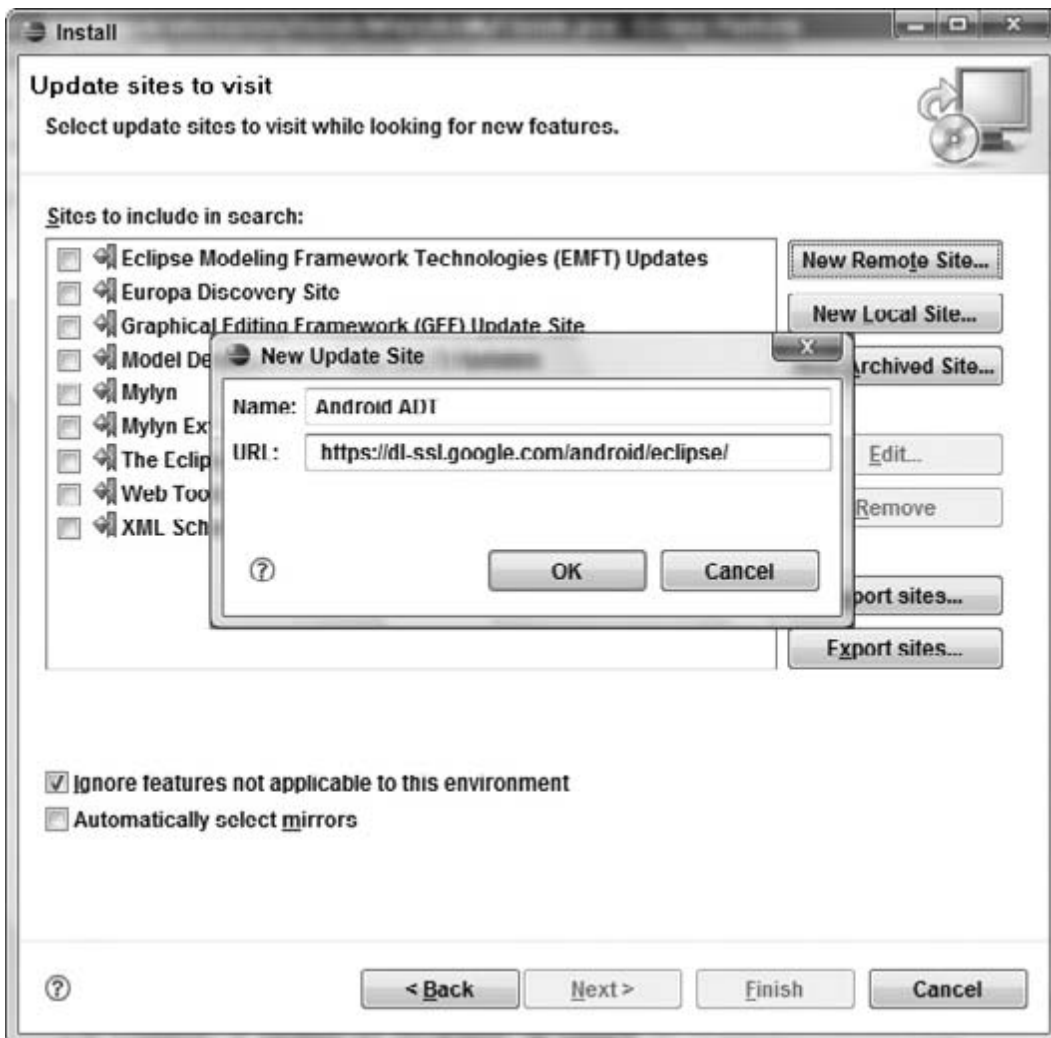 Install
Update sites to visit
Select update sites to visit while looking for new features.
Sites to include in search:
Eclipse Modeling Framework Technologies (EMFT) Updates
Europa Discovery Site
Graphical Editing Framework (GEF) Update Site
Model De
Mylyn
Mylyn Ex
The Eclip
Web Too
XML Sch
New Remote Site...
New Local Site...
rchived Site...
Edit...
Remove
port sites...
Export sites...
New Update Site
Name: Android ADT
URL: https://dl-ssl.google.com/android/eclipse/
OK Cancel
Ignore features not applicable to this environment
Automatically select mirrors
< Back Next > Finish Cancel